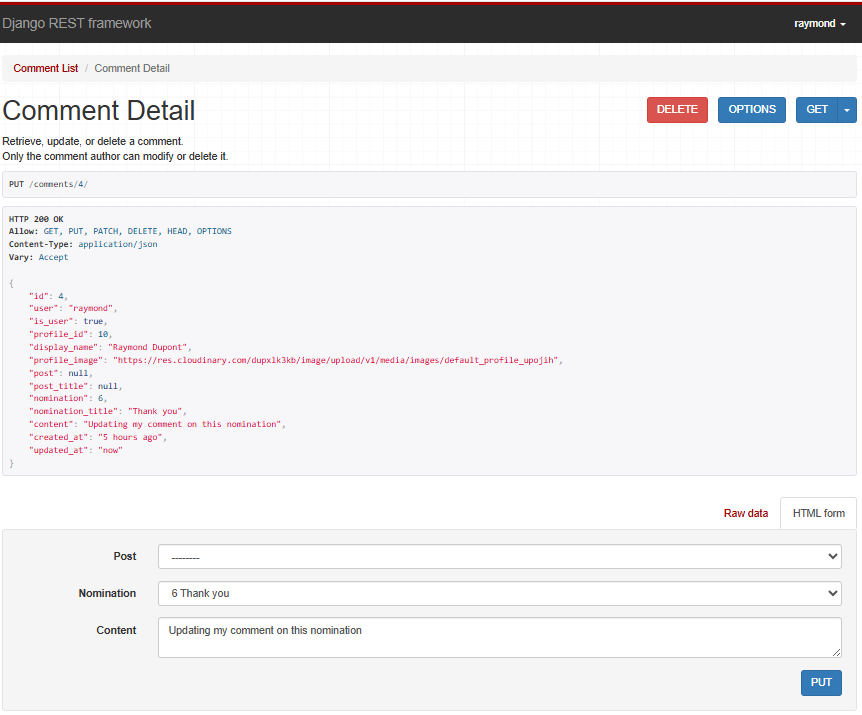 Django REST framework
raymond
Comment List / Comment Detail
Comment Detail
DELETE
OPTIONS
GET
Retrieve, update, or delete a comment.
Only the comment author can modify or delete it.
PUT /comments/4/
HTTP 200 OK
Allow: GET, PUT, PATCH, DELETE, HEAD, OPTIONS
Content-Type: application/json
Vary: Accept
{
"id": 4,
"user": "raymond",
"is_user": true,
"profile_id": 10,
"display_name": "Raymond Dupont",
"profile_image": "https://res.cloudinary.com/dupxlk3kb/image/upload/v1/media/images/default_profile_upojih",
"post": null,
"post_title": null,
"nomination": 6,
"nomination_title": "Thank you",
"content": "Updating my comment on this nomination",
"created_at": "5 hours ago",
"updated_at": "now"
}
Raw data
HTML form
Post
---------
Nomination
6 Thank you
Content
Updating my comment on this nomination
PUT